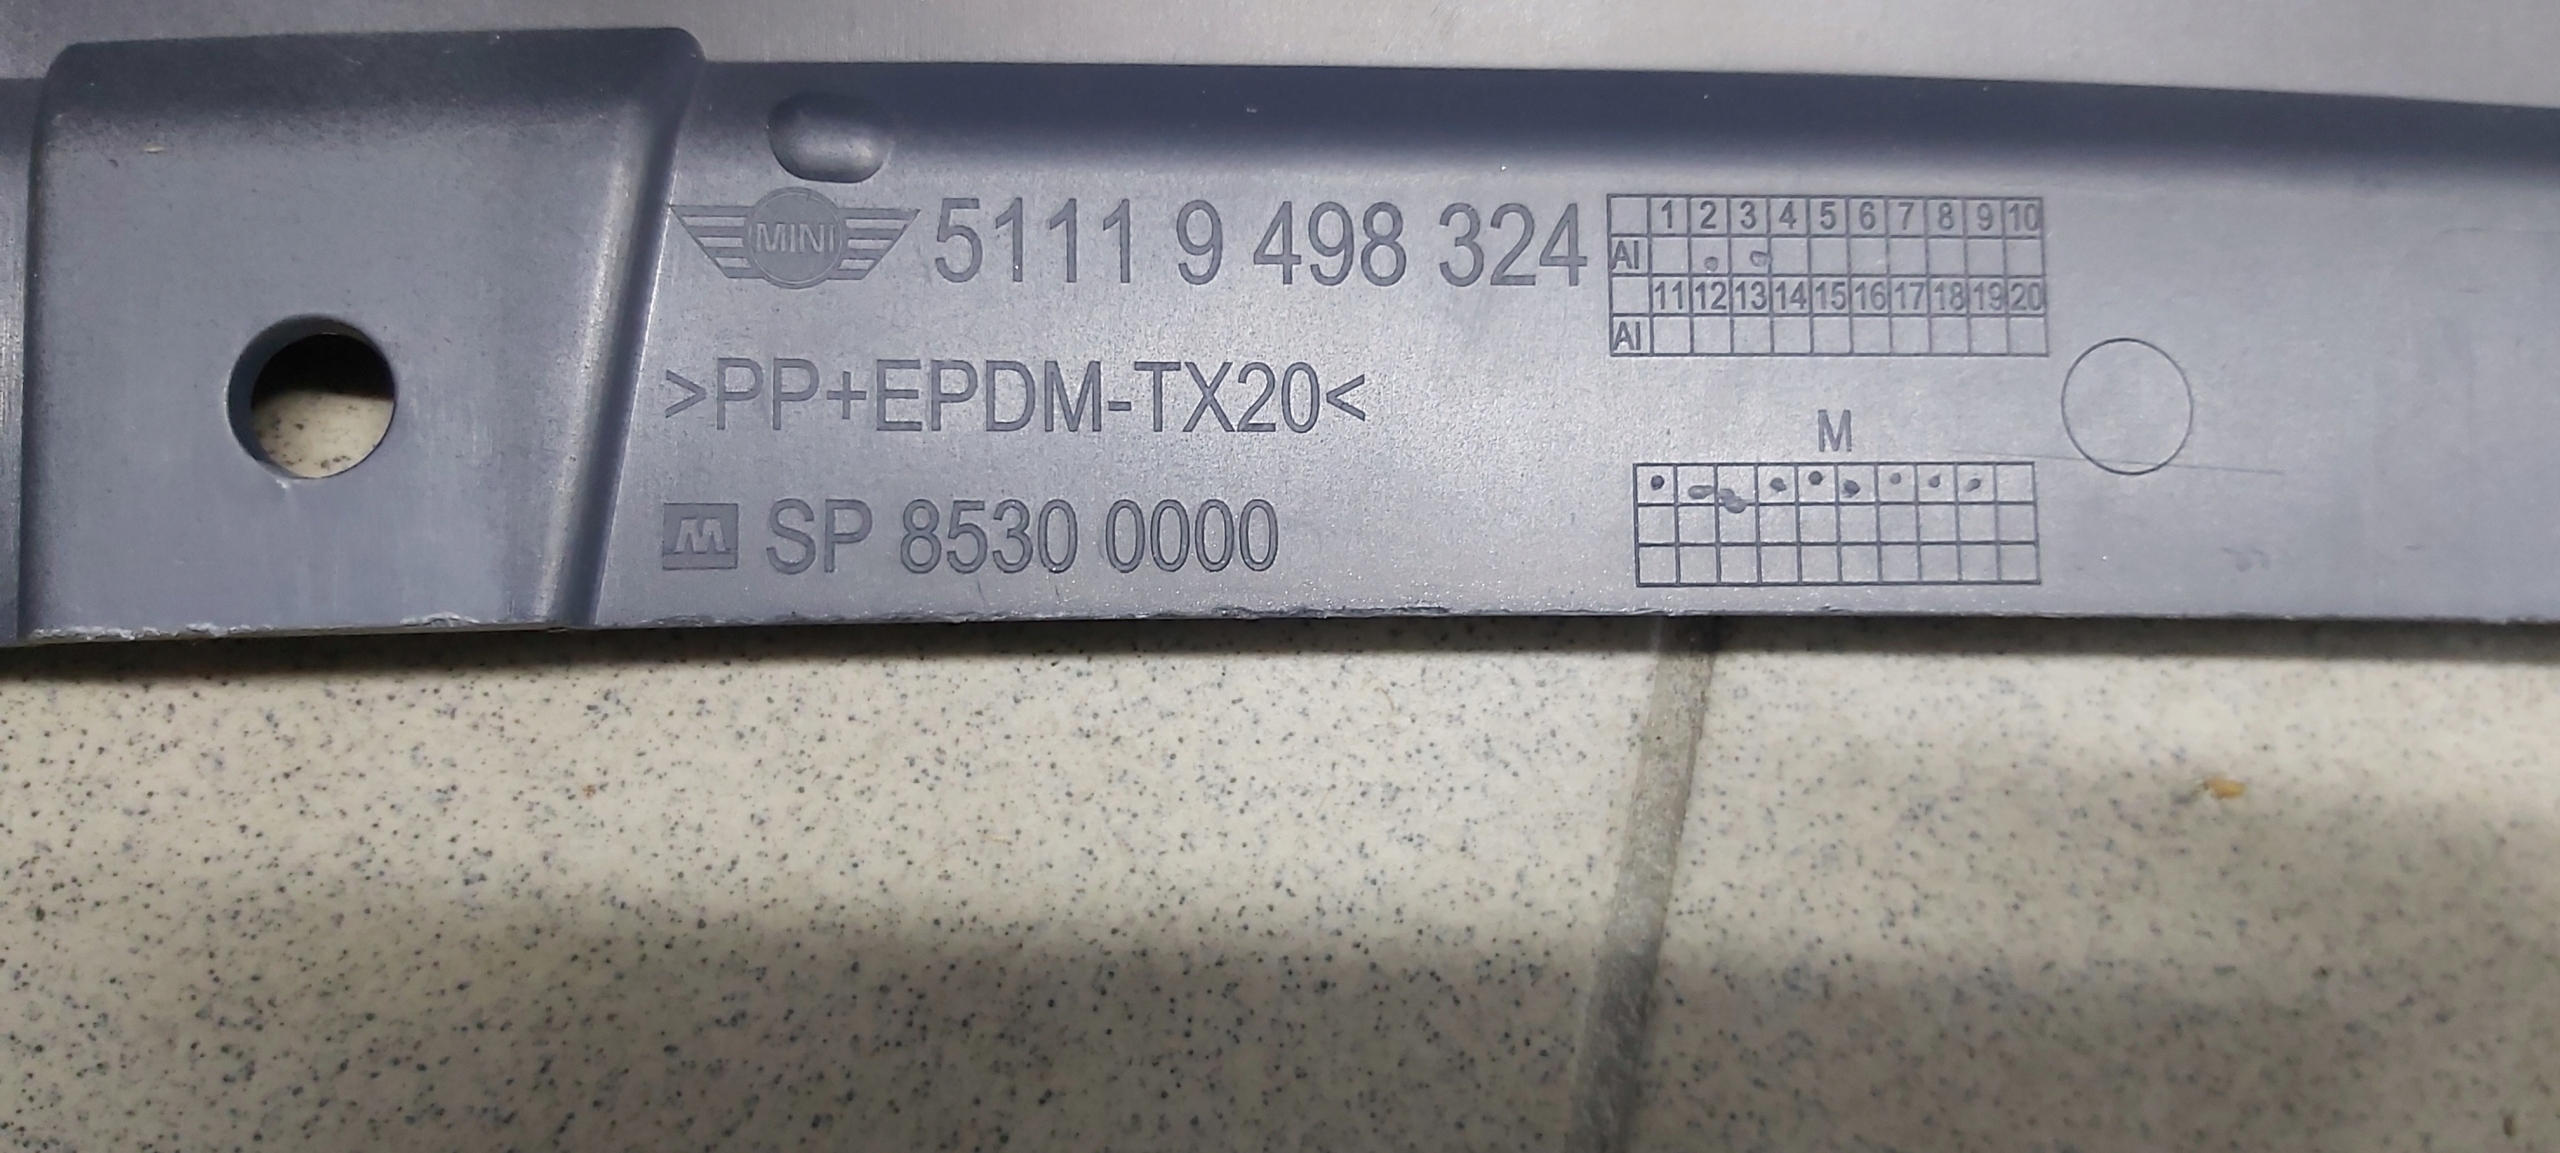 MINI 5111 9 498 324
1 2 3 4 5 6 7 8 9 10
AI
11 12 13 14 15 16 17 18 19 20
AI
>PP+EPDM-TX20<
M
M SP 8530 0000